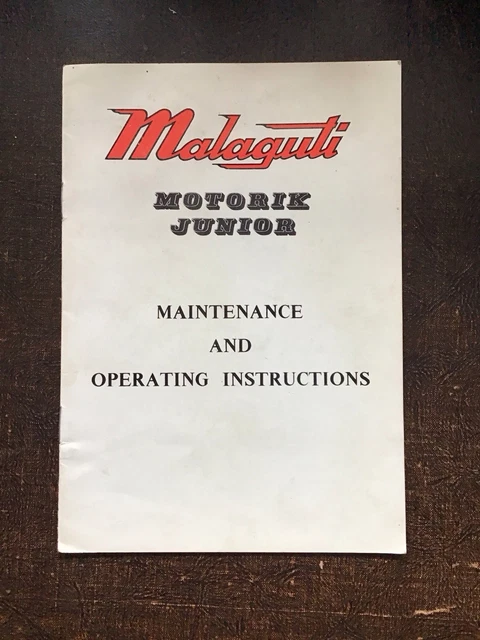 Malaguti
MOTORIK
JUNIOR
MAINTENANCE
AND
OPERATING INSTRUCTIONS